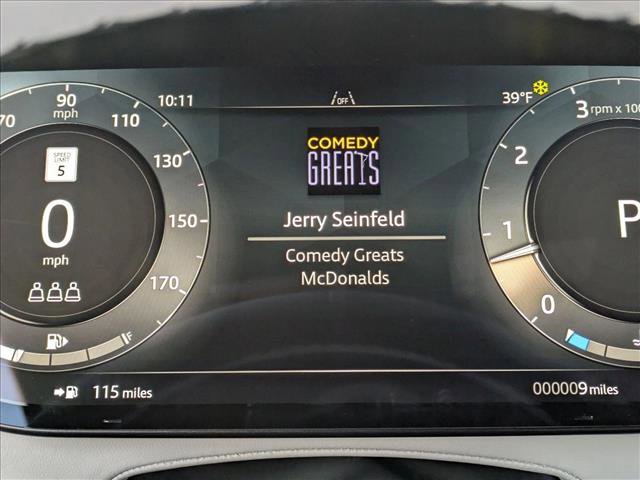 10:11
OFF
39°F
70
90
mph
110
130
150
170
SPEED
LIMIT
5
0
mph
F
COMEDY
GREATS
Jerry Seinfeld
Comedy Greats
McDonalds
3 rpm x 100
2
1
0
P
115 miles
000009 miles